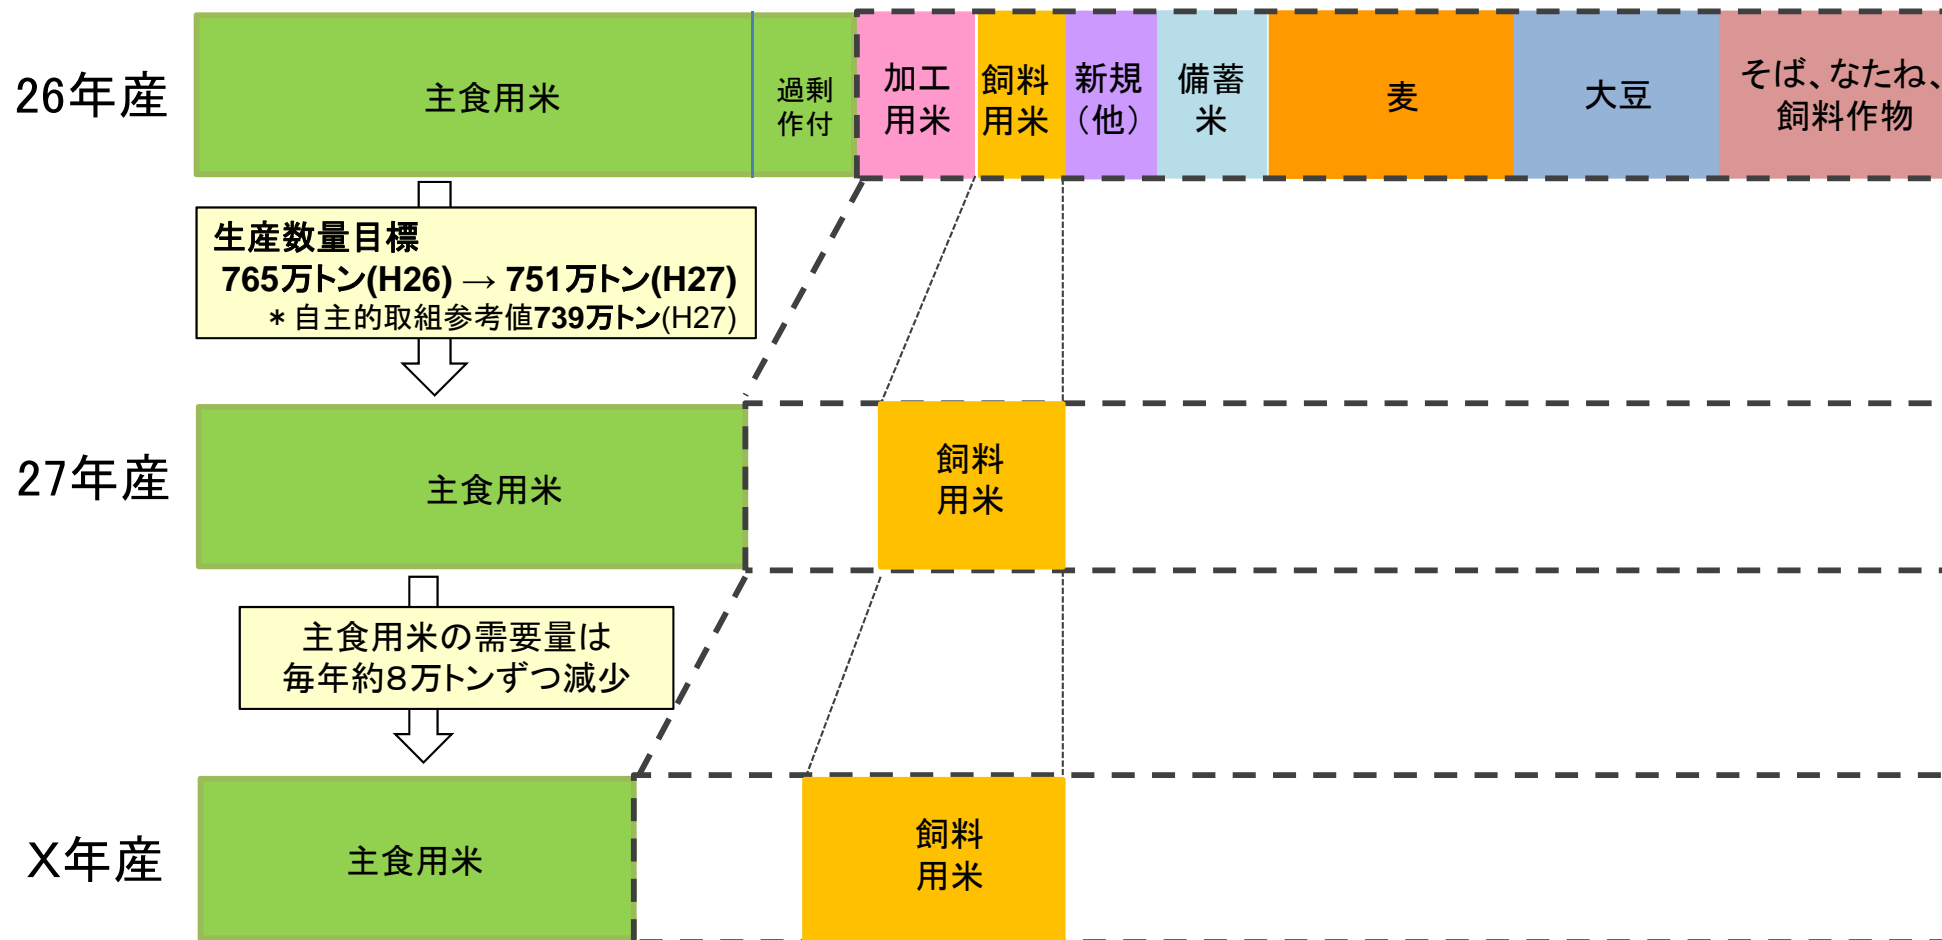 26年産
主食用米
過剰
作付
加工
用米
飼料
用米
新規
（他）
備蓄
米
麦
大豆
そば、なたね、
飼料作物
生産数量目標
765万トン(H26) → 751万トン(H27)
＊自主的取組参考値739万トン(H27)
27年産
主食用米
飼料
用米
主食用米の需要量は
毎年約８万トンずつ減少
Ｘ年産
主食用米
飼料
用米